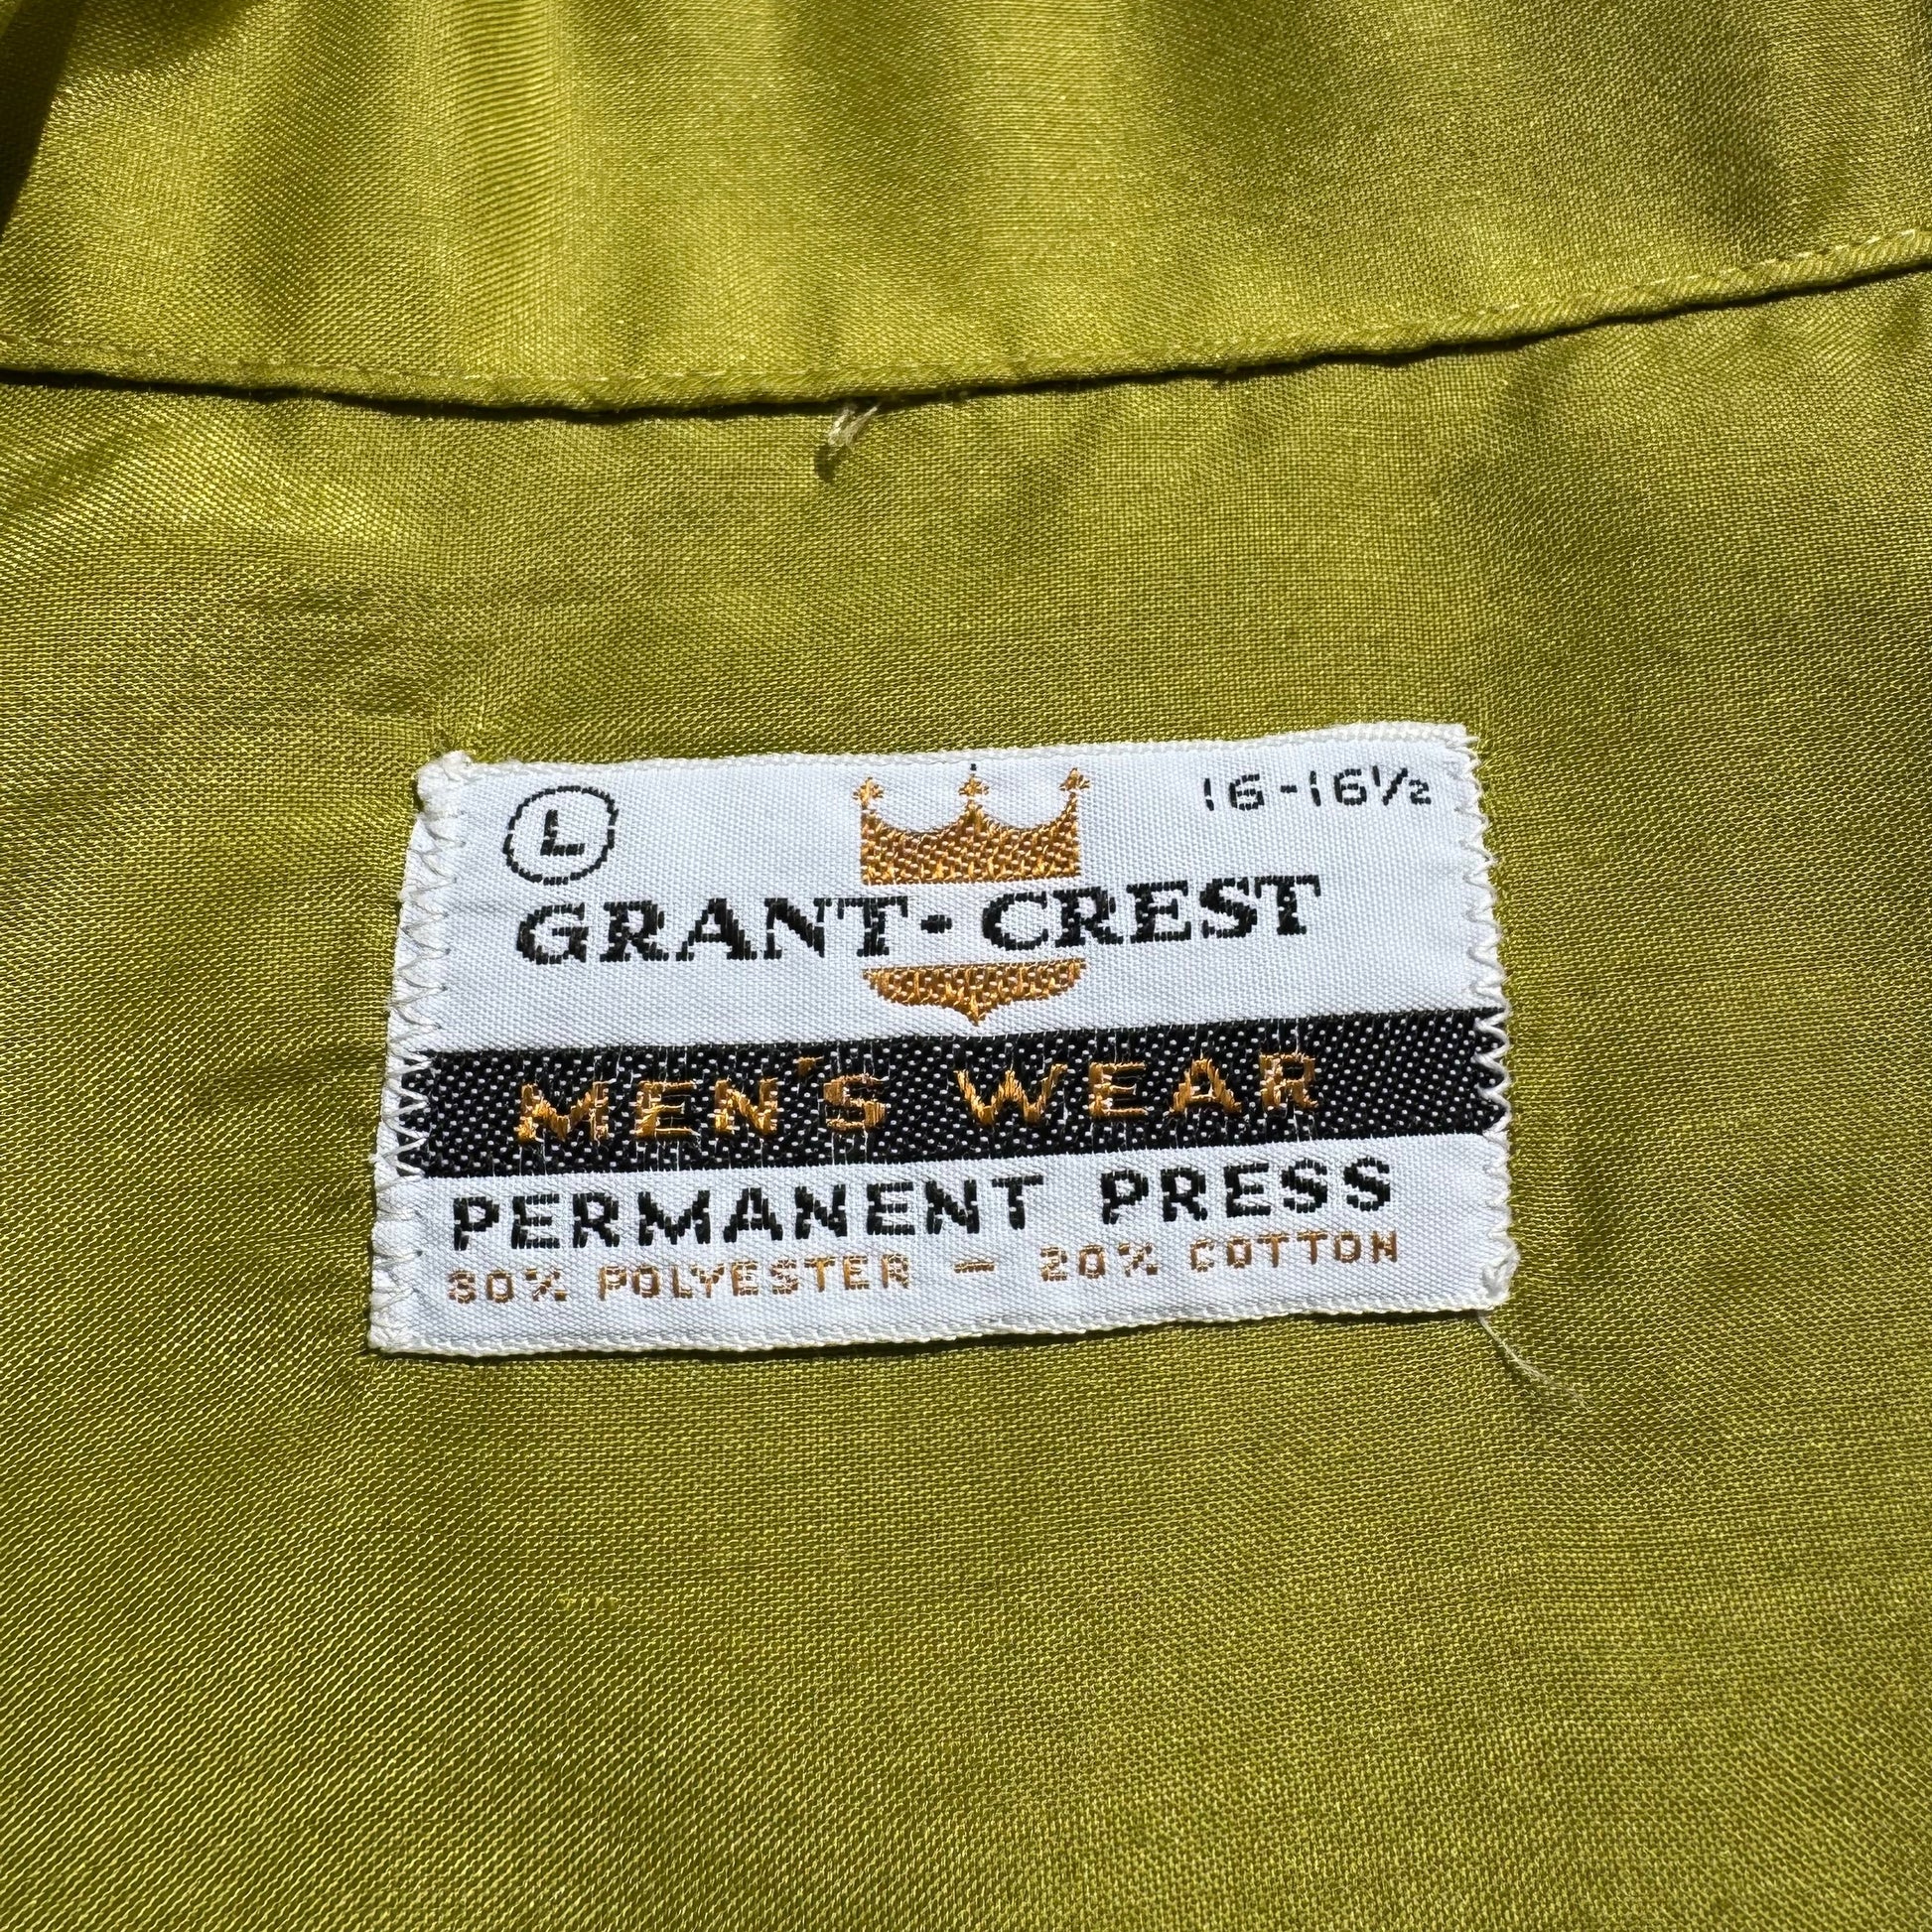 L 16-16½
GRANT·CREST
MEN'S WEAR
PERMANENT PRESS
80% POLYESTER — 20% COTTON